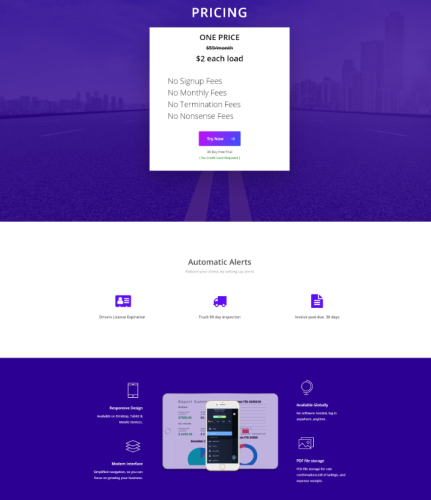 PRICING
ONE PRICE
$59/month
$2 each load
No Signup Fees
No Monthly Fees
No Termination Fees
No Nonsense Fees
Try Now
30 Day Free Trial
( No Credit Card Required )
Automatic Alerts
Reduce your stress by setting up alerts
Drivers License Expiration
Truck 90 day inspection
Invoice past due 30 days
Responsive Design
Available on Desktop, Tablet &
Mobile devices.
Available Globally
No software needed, log in
anywhere, anytime.
Modern Interface
Simplified navigation, so you can
focus on growing your business.
PDF File storage
PDF file storage for rate
confirmations, bill of ladings, and
expense receipts.